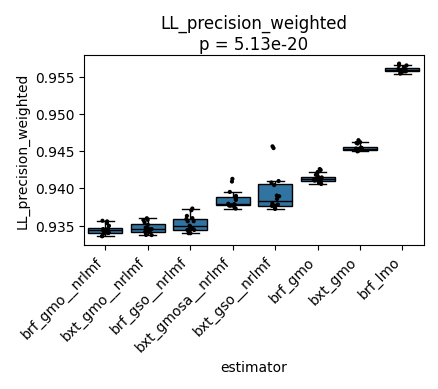 LL_precision_weighted
p = 5.13e-20
LL_precision_weighted
0.955
0.950
0.945
0.940
0.935
brf_gmo__nrlmf
bxt_gmo__nrlmf
brf_gso__nrlmf
bxt_gmosa__nrlmf
bxt_gso__nrlmf
brf_gmo
bxt_gmo
brf_lmo
estimator